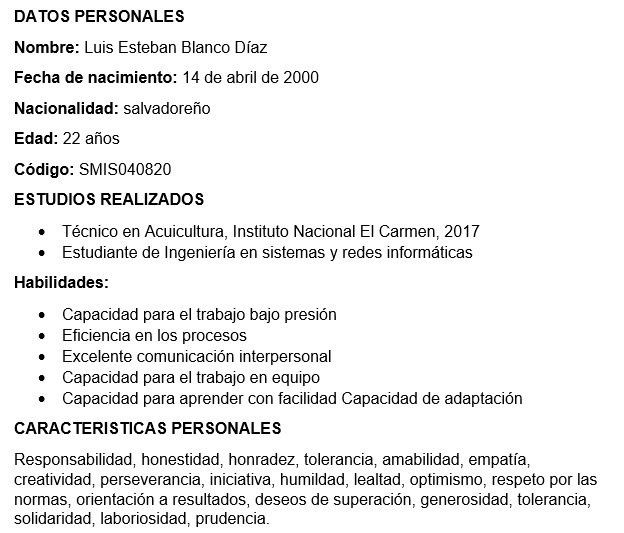 DATOS PERSONALES
Nombre: Luis Esteban Blanco Díaz
Fecha de nacimiento: 14 de abril de 2000
Nacionalidad: salvadoreño
Edad: 22 años
Código: SMIS040820
ESTUDIOS REALIZADOS
• Técnico en Acuicultura, Instituto Nacional El Carmen, 2017
• Estudiante de Ingeniería en sistemas y redes informáticas
Habilidades:
• Capacidad para el trabajo bajo presión
• Eficiencia en los procesos
• Excelente comunicación interpersonal
• Capacidad para el trabajo en equipo
• Capacidad para aprender con facilidad Capacidad de adaptación
CARACTERISTICAS PERSONALES
Responsabilidad, honestidad, honradez, tolerancia, amabilidad, empatía,
creatividad, perseverancia, iniciativa, humildad, lealtad, optimismo, respeto por las
normas, orientación a resultados, deseos de superación, generosidad, tolerancia,
solidaridad, laboriosidad, prudencia.